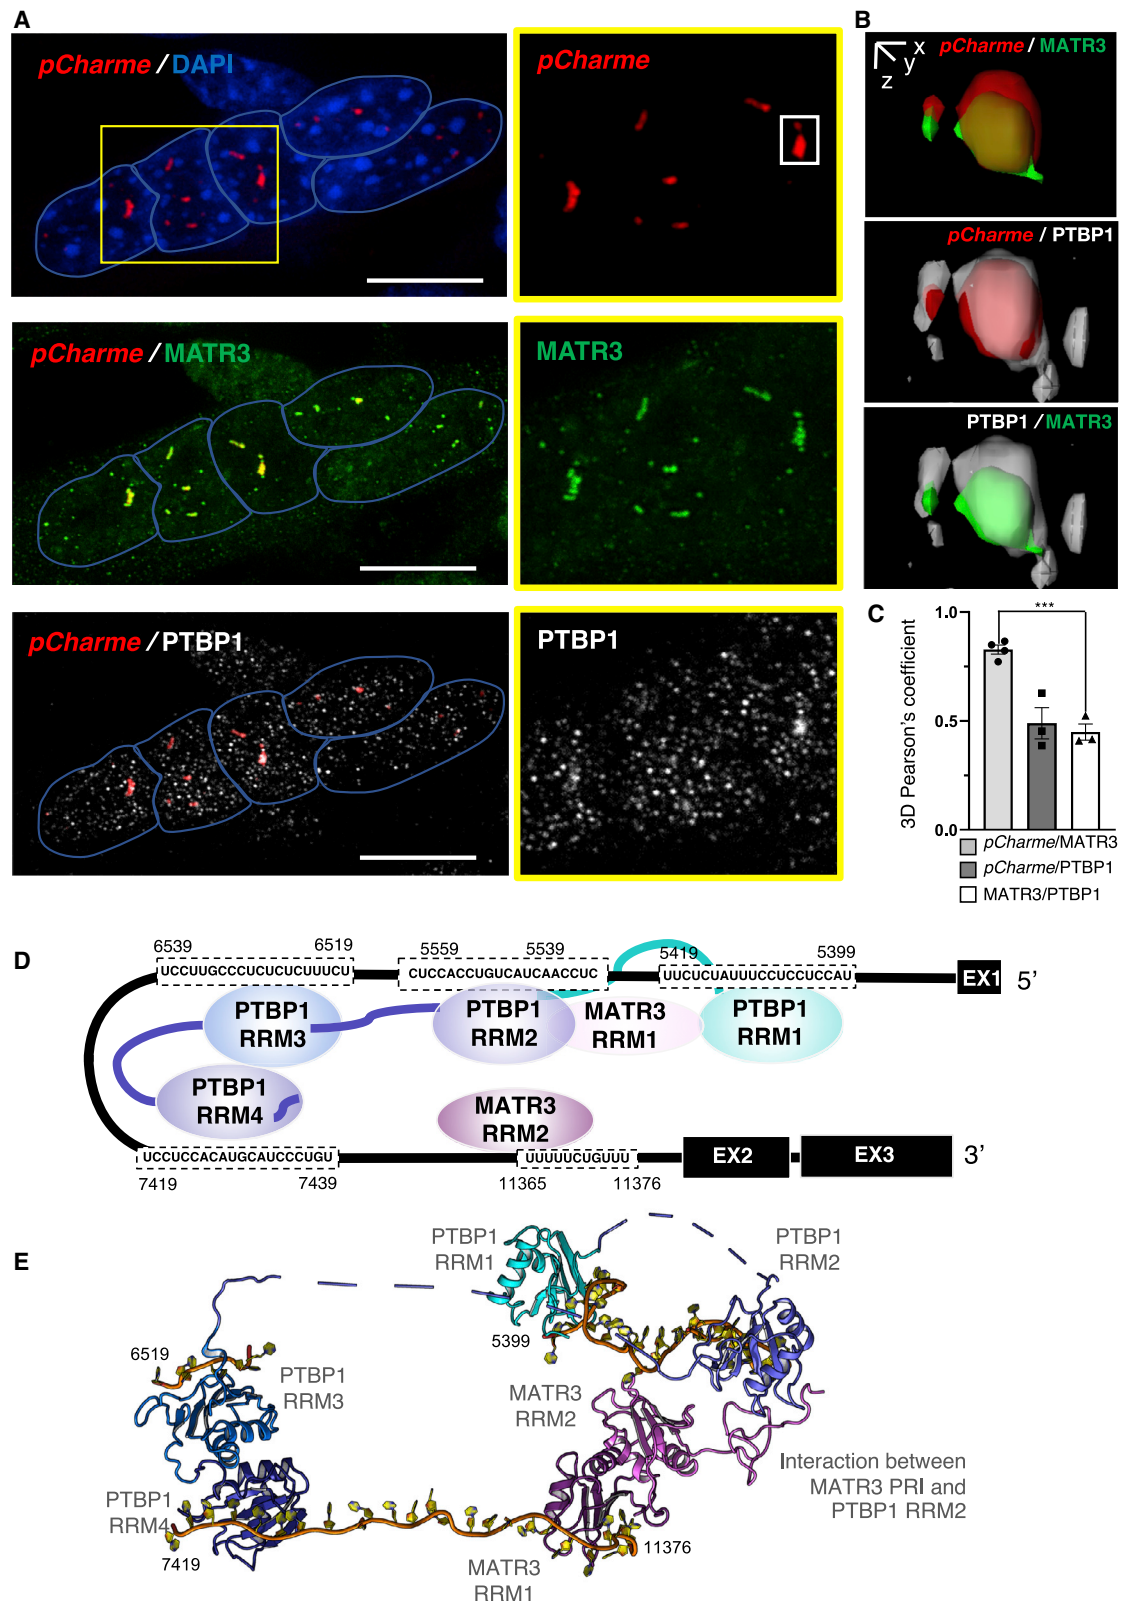 A
pCharme / DAPI
pCharme
pCharme / MATR3
MATR3
pCharme / PTBP1
PTBP1
B
x
y
z
pCharme / MATR3
pCharme / PTBP1
PTBP1 / MATR3
C
3D Pearson's coefficient
1.0
0.5
0.0
***
pCharme/MATR3
pCharme/PTBP1
MATR3/PTBP1
D
6539 6519 5559 5539 5419 5399
UCCUUGCCCUCUCUCUUUCU
CUCCACCUGUCAUCAACCUC
UUCUCUAUUUCCUCCUCCAU
EX1 5'
PTBP1
RRM3
PTBP1
RRM2
MATR3
RRM1
PTBP1
RRM1
PTBP1
RRM4
MATR3
RRM2
UCCUCCACAUGCAUCCCUGU
UUUUUCUGUUU
EX2
EX3
3'
7419 7439 11365 11376
E
PTBP1
RRM1
PTBP1
RRM2
5399
6519
PTBP1
RRM3
MATR3
RRM2
Interaction between
MATR3 PRI and
PTBP1 RRM2
PTBP1
RRM4
7419
11376
MATR3
RRM1